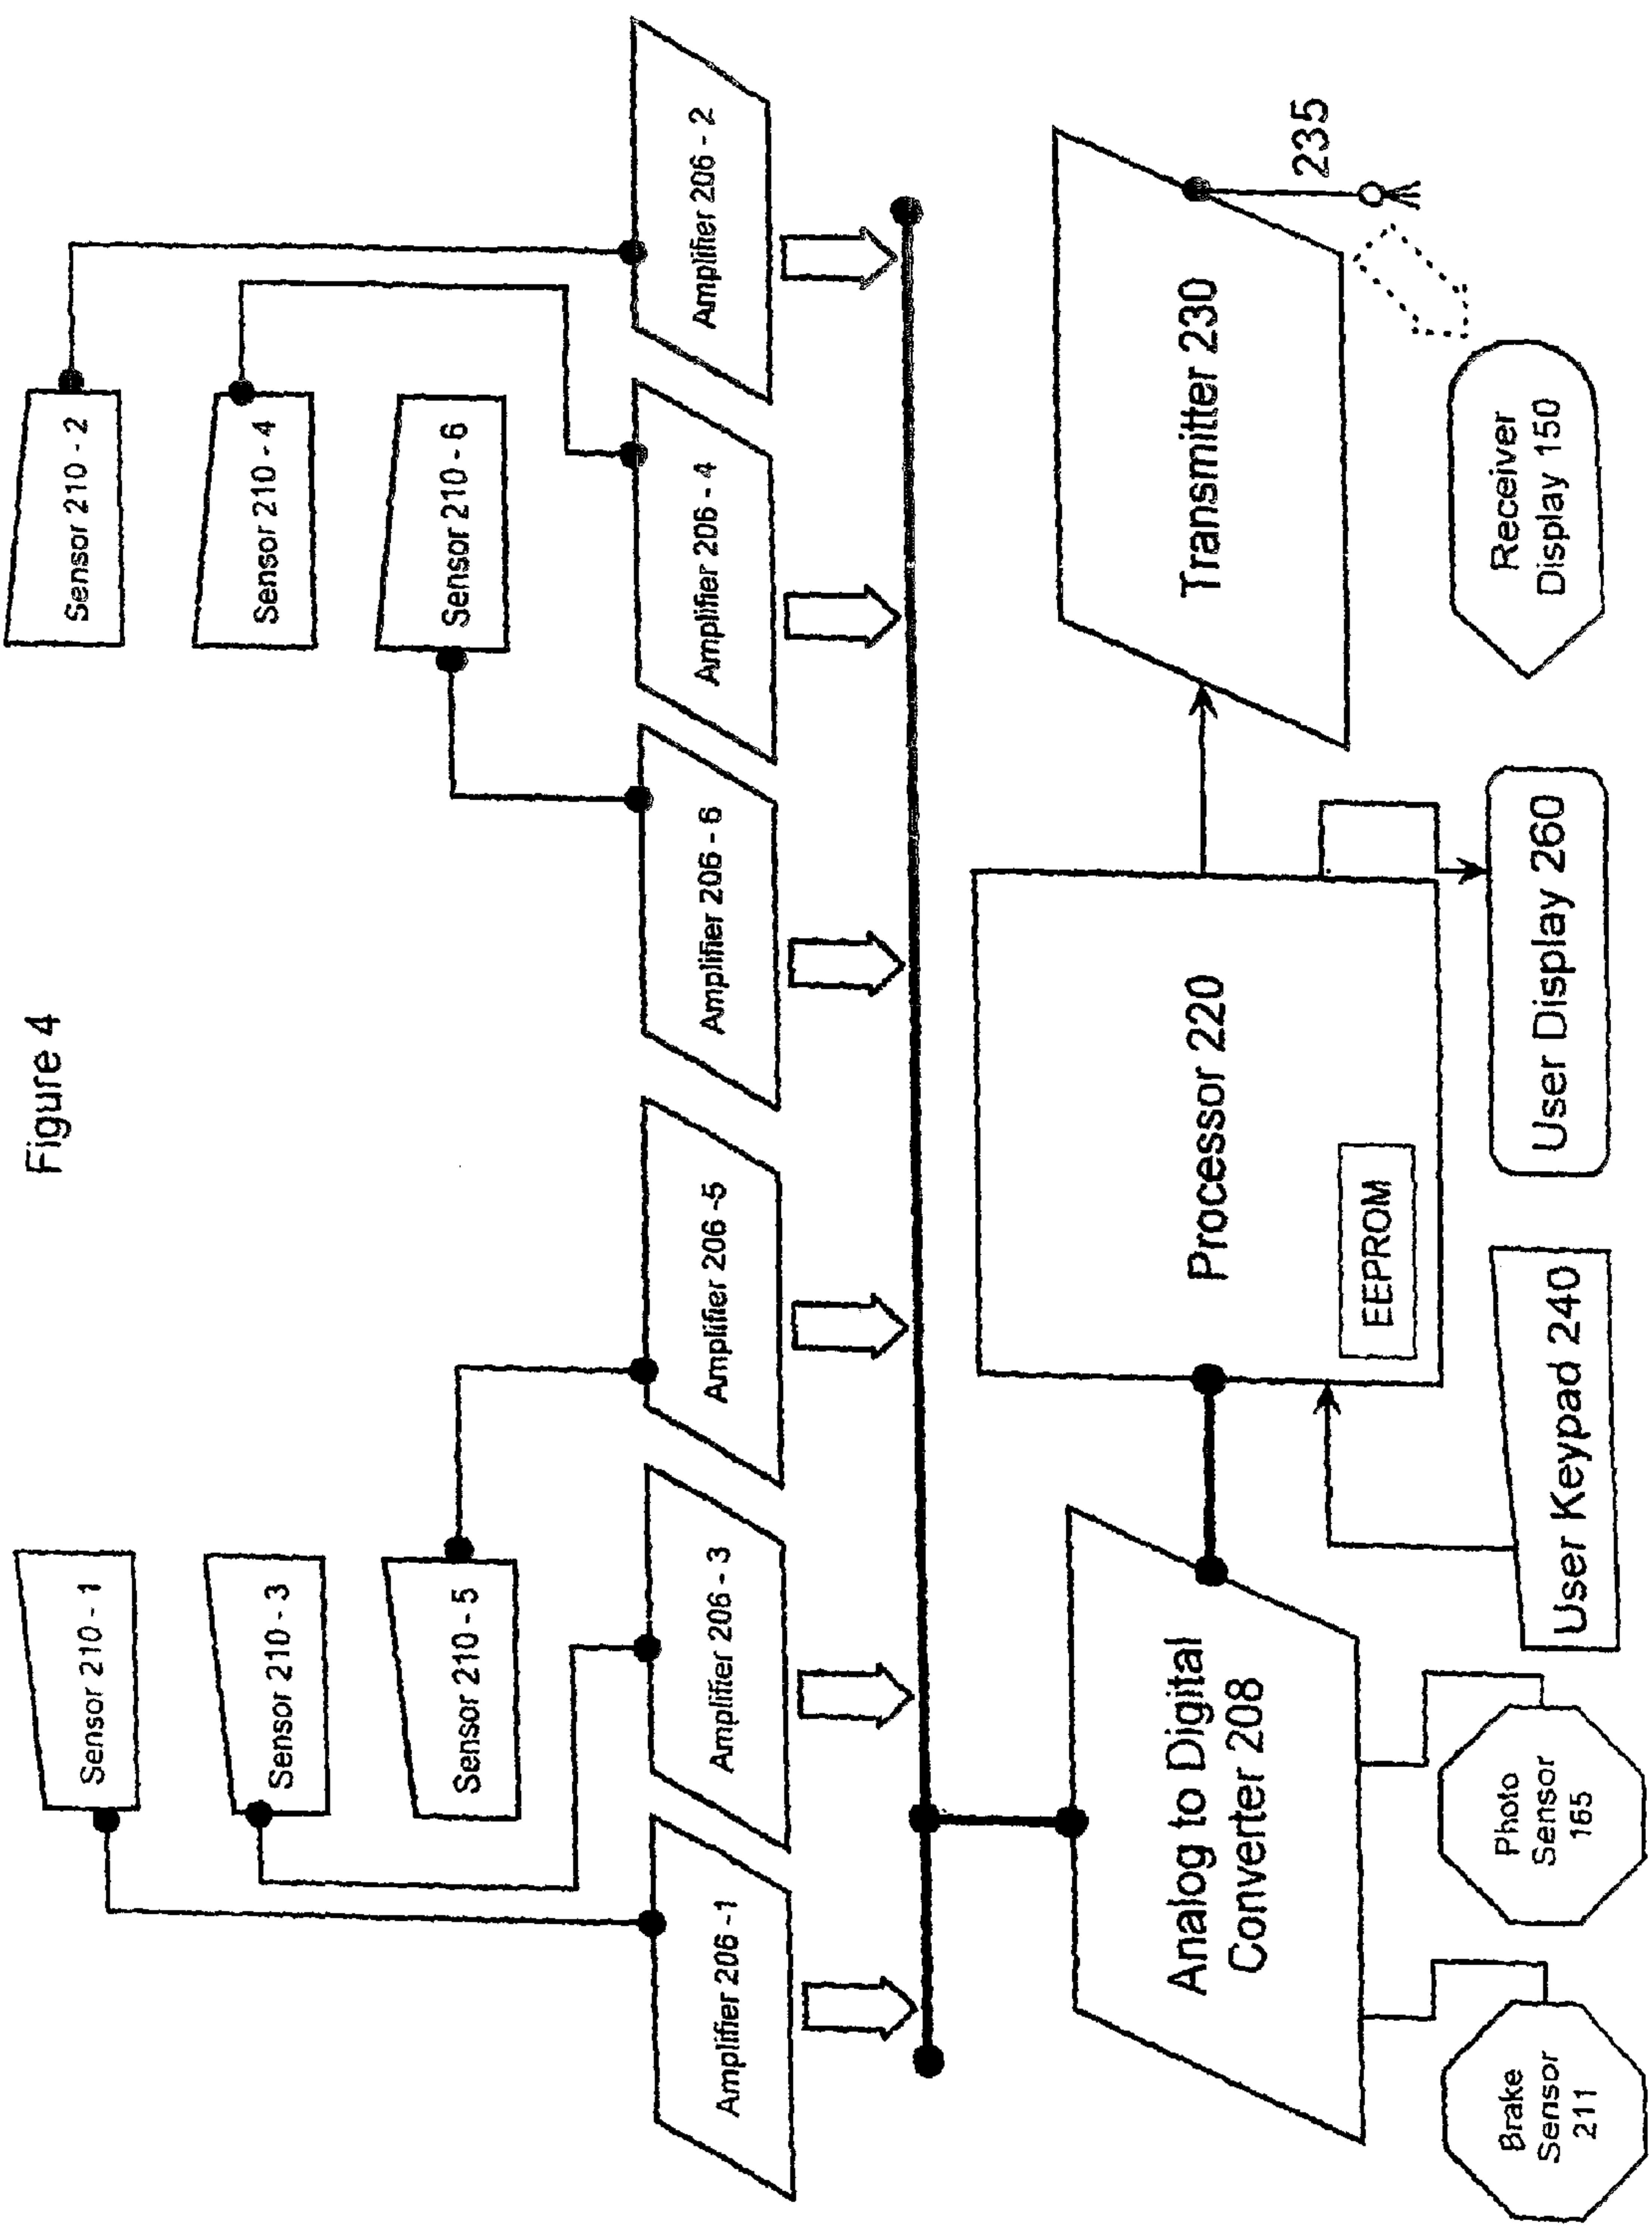 Figure 4
Sensor 210 - 1
Sensor 210 - 2
Sensor 210 - 3
Sensor 210 - 4
Sensor 210 - 5
Sensor 210 - 6
Amplifier 206 -1
Amplifier 206 - 3
Amplifier 206 -5
Amplifier 206 - 6
Amplifier 206 - 4
Amplifier 206 - 2
Analog to Digital
Converter 208
Processor 220
EEPROM
Transmitter 230
235
Brake
Sensor
211
Photo
Sensor
165
User Keypad 240
User Display 260
Receiver
Display 150